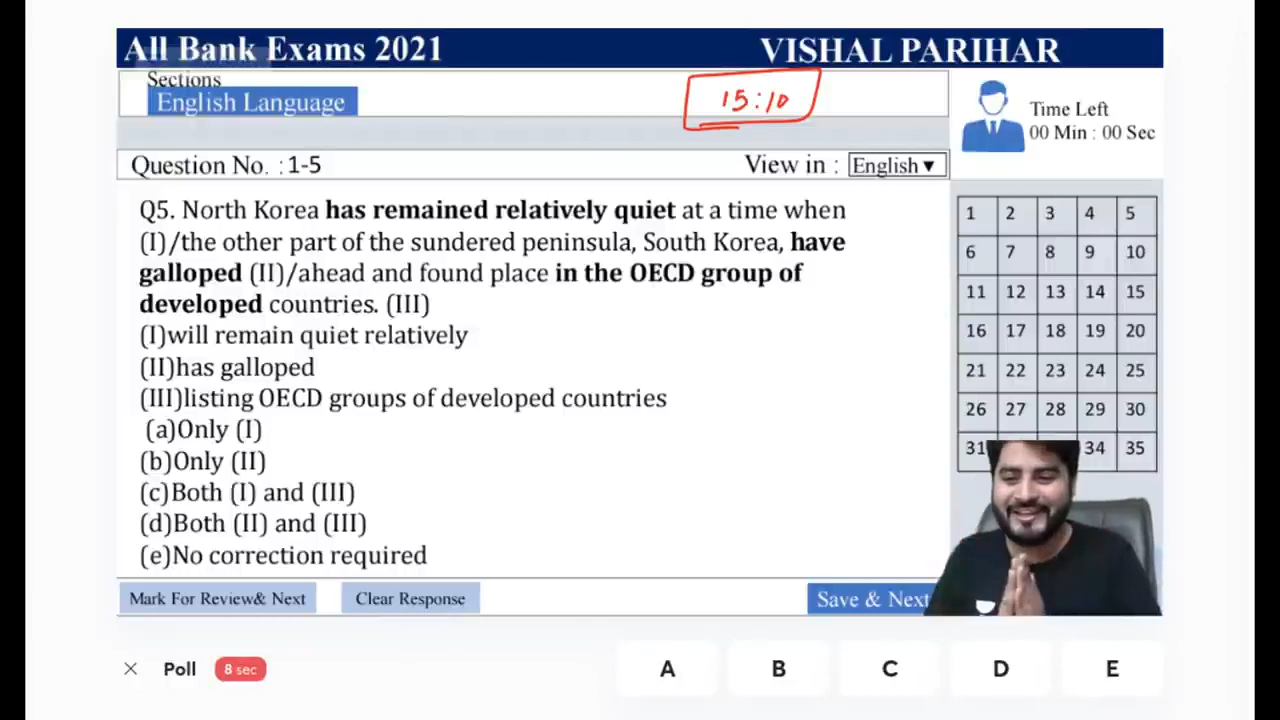 All Bank Exams 2021
VISHAL PARIHAR
Sections
English Language
15:10
Time Left
00 Min : 00 Sec
Question No. : 1-5
View in : English▼
Q5. North Korea has remained relatively quiet at a time when
(I)/the other part of the sundered peninsula, South Korea, have
galloped (II)/ahead and found place in the OECD group of
developed countries. (III)
(I)will remain quiet relatively
(II)has galloped
(III)listing OECD groups of developed countries
(a)Only (I)
(b)Only (II)
(c)Both (I) and (III)
(d)Both (II) and (III)
(e)No correction required
1 2 3 4 5
6 7 8 9 10
11 12 13 14 15
16 17 18 19 20
21 22 23 24 25
26 27 28 29 30
31 34 35
Mark For Review& Next
Clear Response
Save & Next
× Poll 8 sec
A B C D E